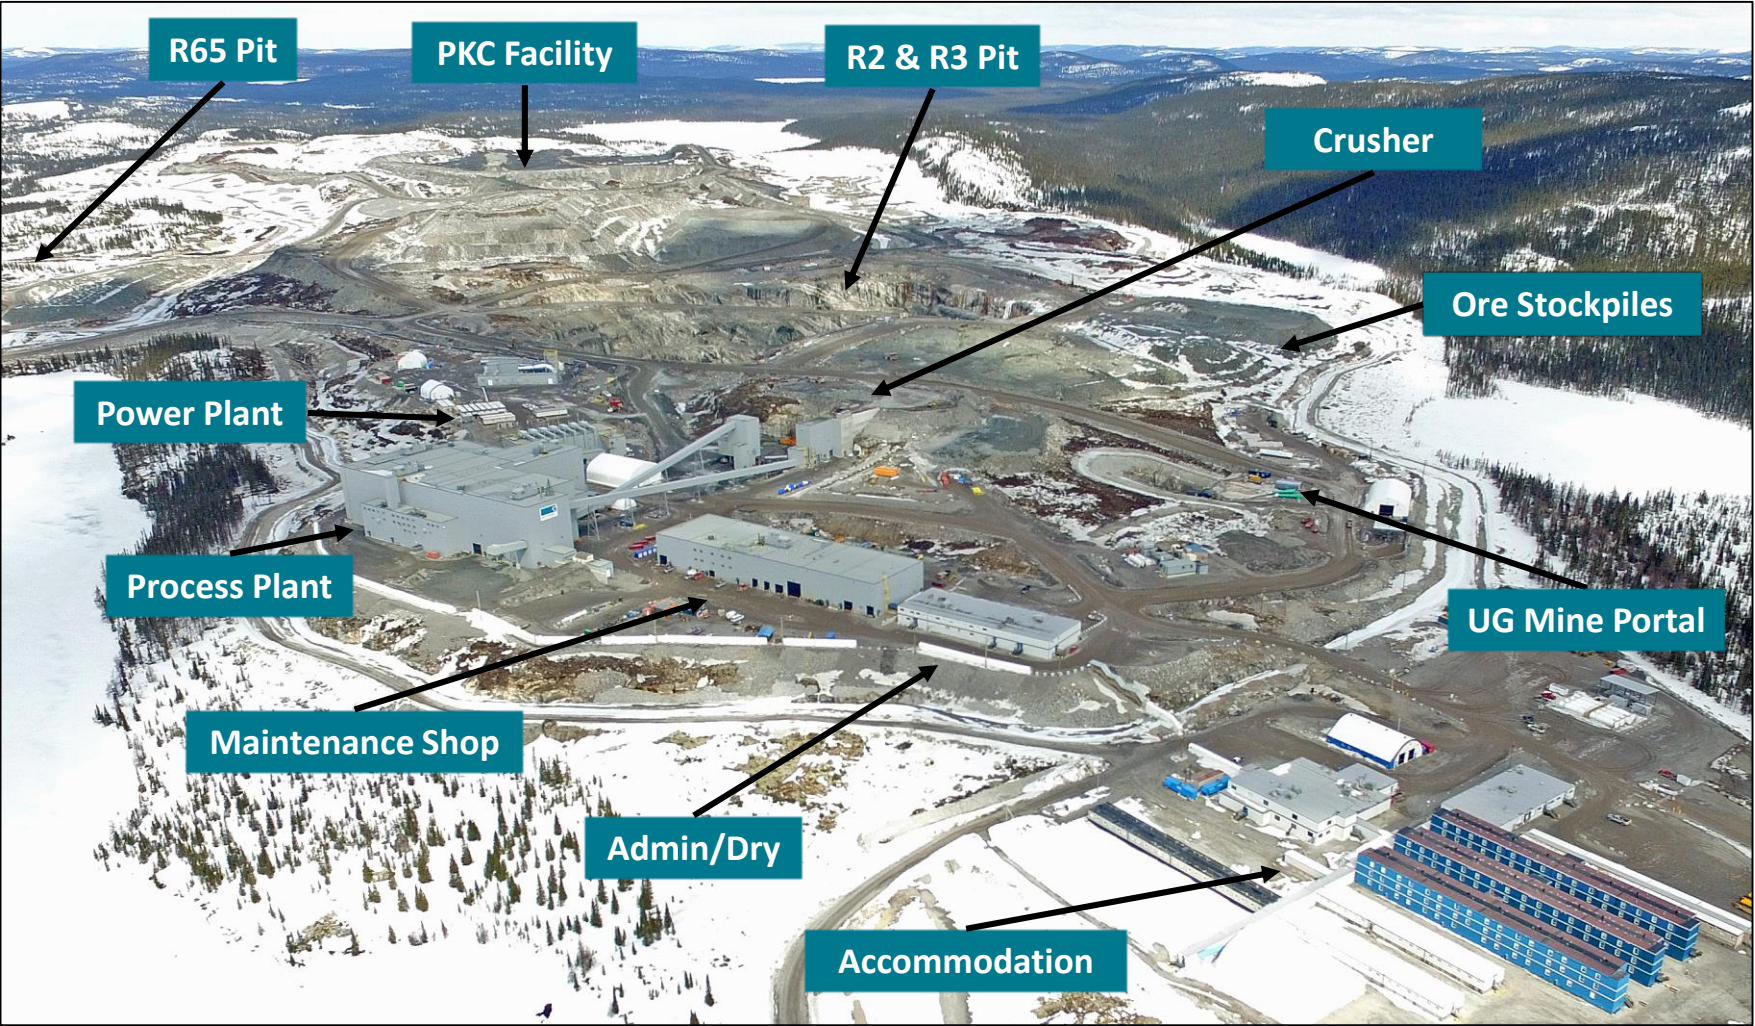 R65 Pit
PKC Facility
R2 & R3 Pit
Crusher
Ore Stockpiles
Power Plant
Process Plant
UG Mine Portal
Maintenance Shop
Admin/Dry
Accommodation